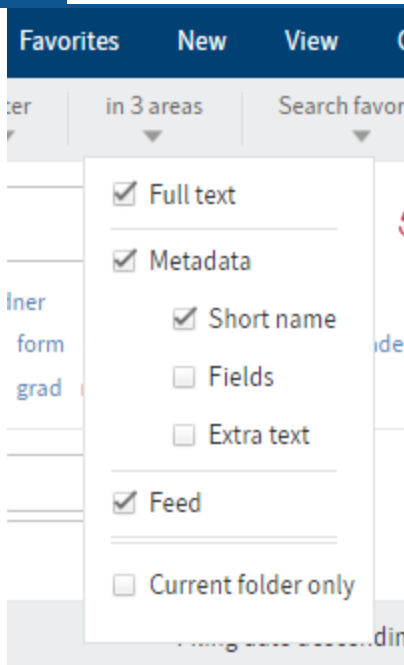 Favorites New View
in 3 areas Search favor
Full text
Metadata
Short name
dner
form
Fields
grad
Extra text
Feed
Current folder only